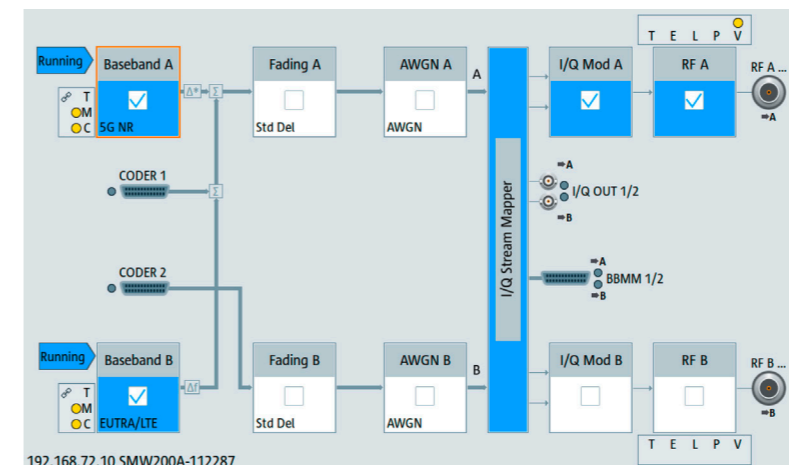 T E L P V
Running
Baseband A
Fading A
AWGN A
A
I/Q Mod A
RF A
RF A ...
T
M
C
5G NR
Δ*
Σ
Std Del
AWGN
⇒A
CODER 1
Σ
⇒A
I/Q OUT 1/2
⇒B
I/Q Stream Mapper
CODER 2
⇒A
BBMM 1/2
⇒B
Running
Baseband B
Fading B
AWGN B
B
I/Q Mod B
RF B
RF B ...
T
M
C
EUTRA/LTE
Δf
Std Del
AWGN
⇒B
T E L P V
192.168.72.10 SMW200A-112287